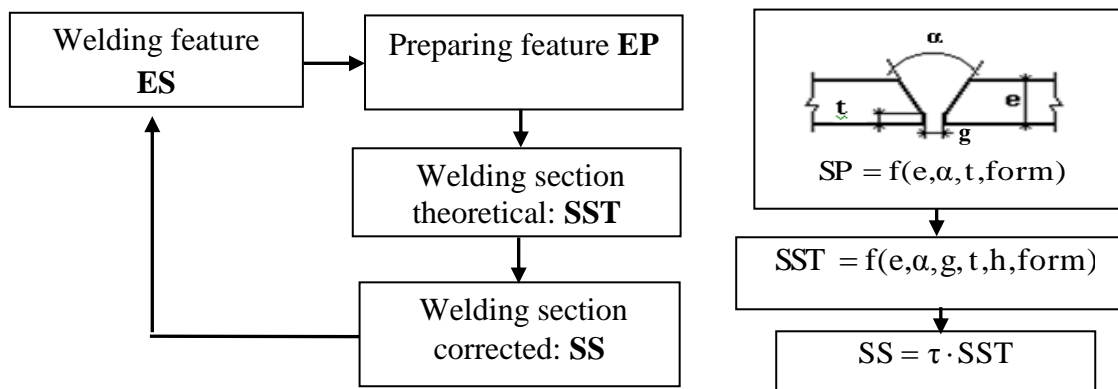 Welding feature
ES
Preparing feature EP
Welding section
theoretical: SST
Welding section
corrected: SS
α
e
t
g
SP = f(e,α,t,form)
SST = f(e,α,g,t,h,form)
SS = τ · SST